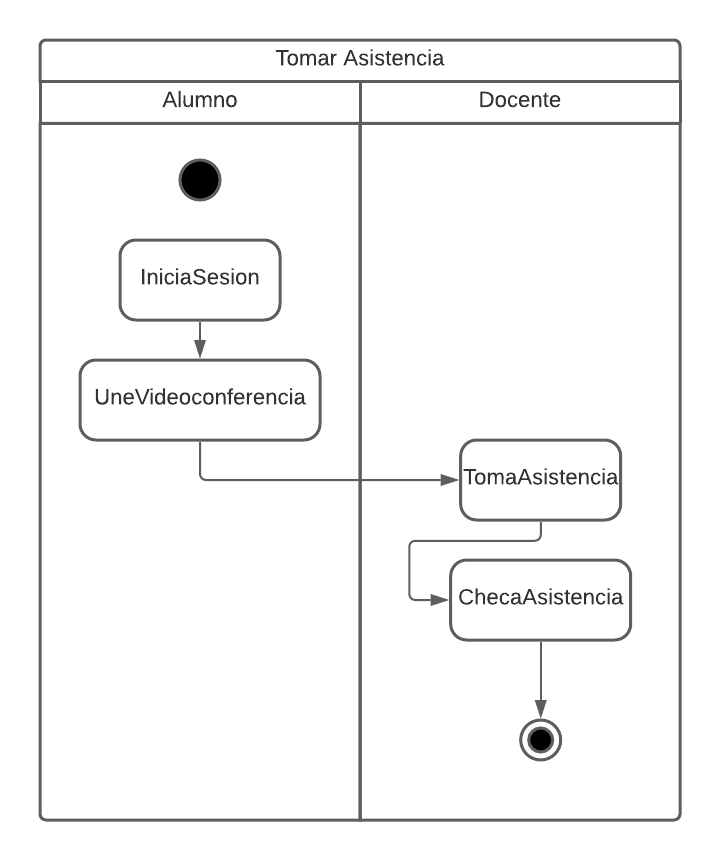 Tomar Asistencia
Alumno
Docente
IniciaSesion
UneVideoconferencia
TomaAsistencia
ChecaAsistencia